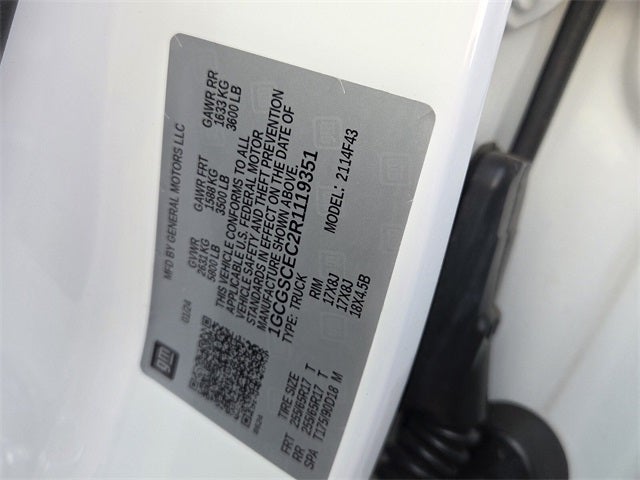 gm
01/24
MFD BY GENERAL MOTORS LLC
GVWR
2631 KG
5800 LB
GAWR FRT
1588 KG
3500 LB
GAWR RR
1633 KG
3600 LB
THIS VEHICLE CONFORMS TO ALL
APPLICABLE U.S. FEDERAL MOTOR
VEHICLE SAFETY AND THEFT PREVENTION
STANDARDS IN EFFECT ON THE DATE OF
MANUFACTURE SHOWN ABOVE.
1GCGSCEC2R1119351
TYPE: TRUCK
MODEL: 2114F43
TIRE SIZE RIM
FRT 255/65R17 T 17X8J
RR 255/65R17 T 17X8J
SPA T175/90D18 M 18X4.5B